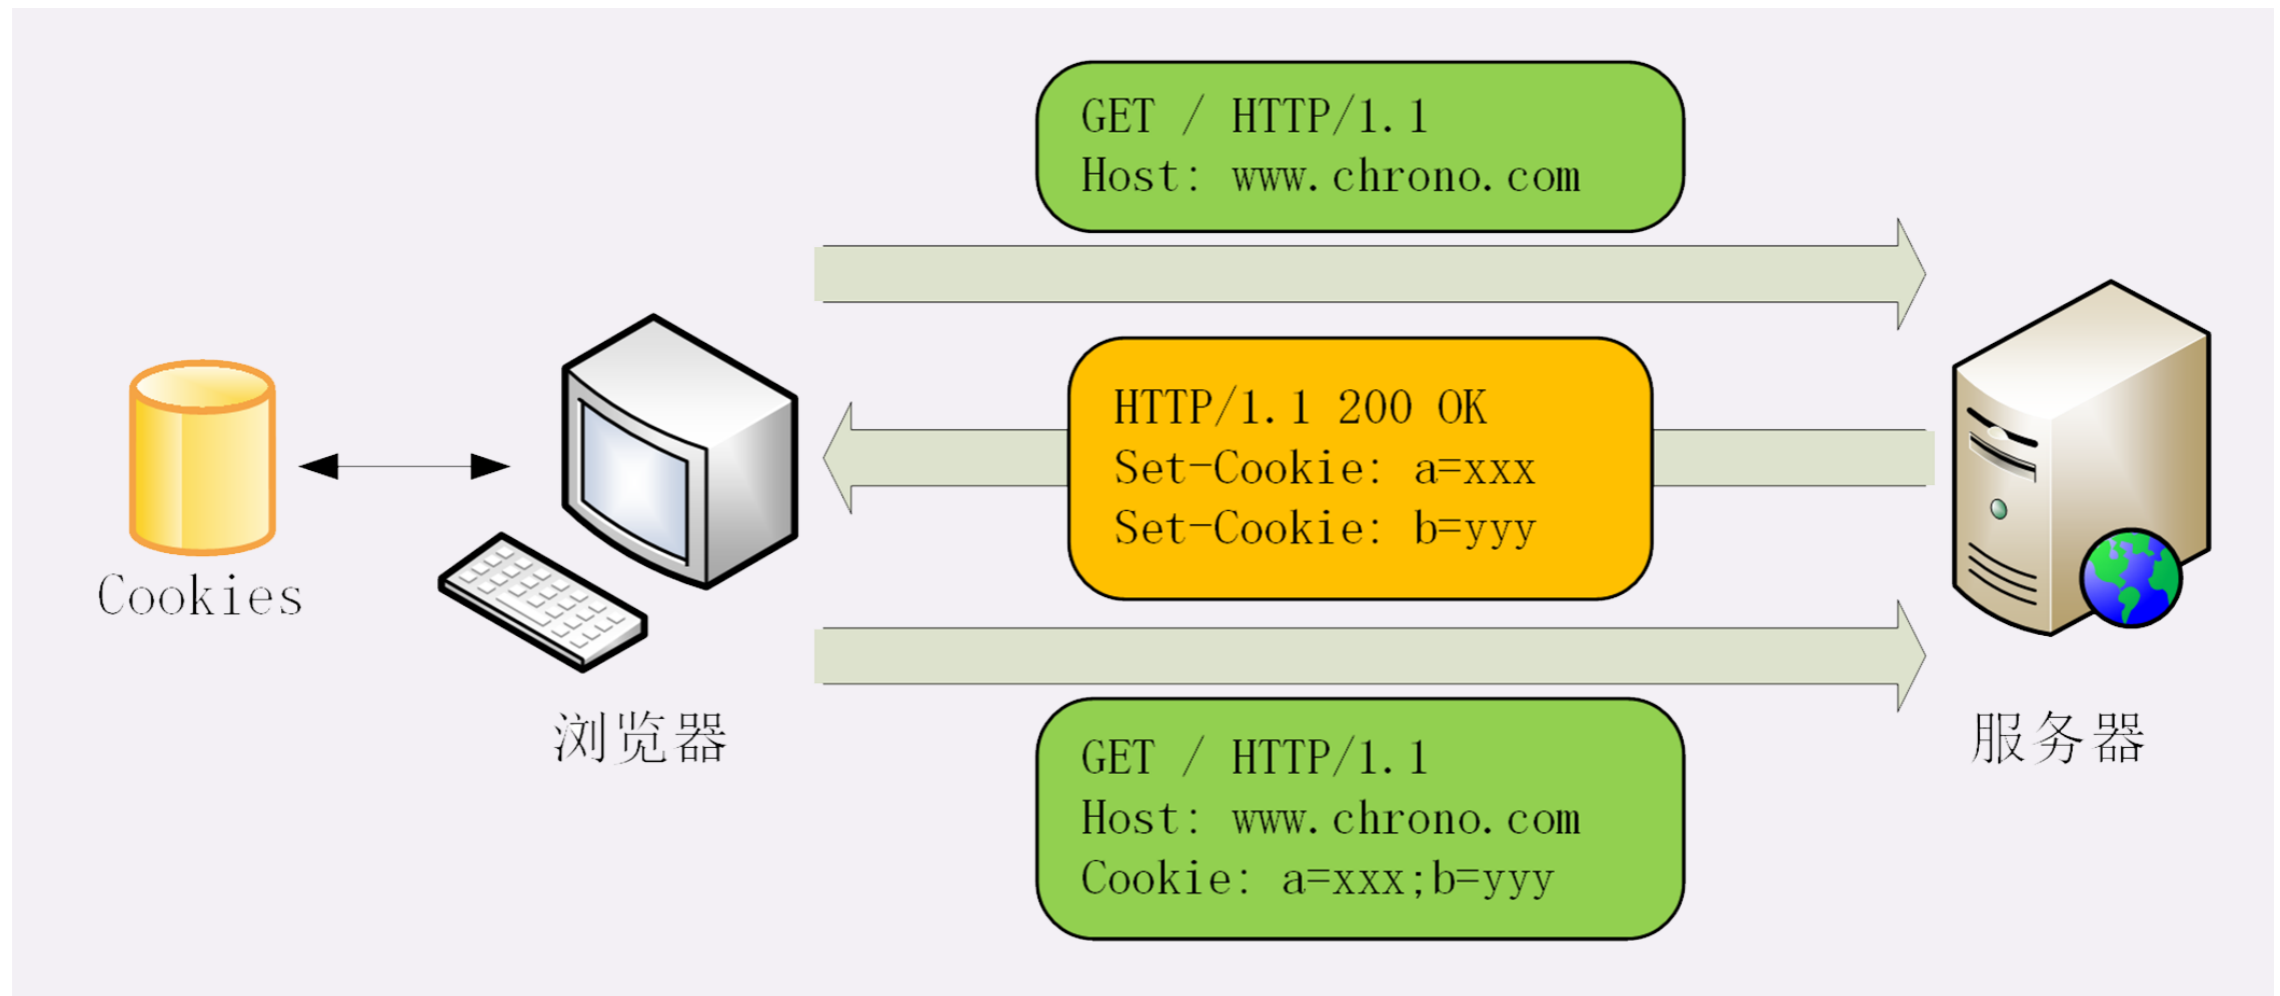 GET / HTTP/1.1
Host: www.chrono.com
HTTP/1.1 200 OK
Set-Cookie: a=xxx
Set-Cookie: b=yyy
Cookies
浏览器
服务器
GET / HTTP/1.1
Host: www.chrono.com
Cookie: a=xxx;b=yyy